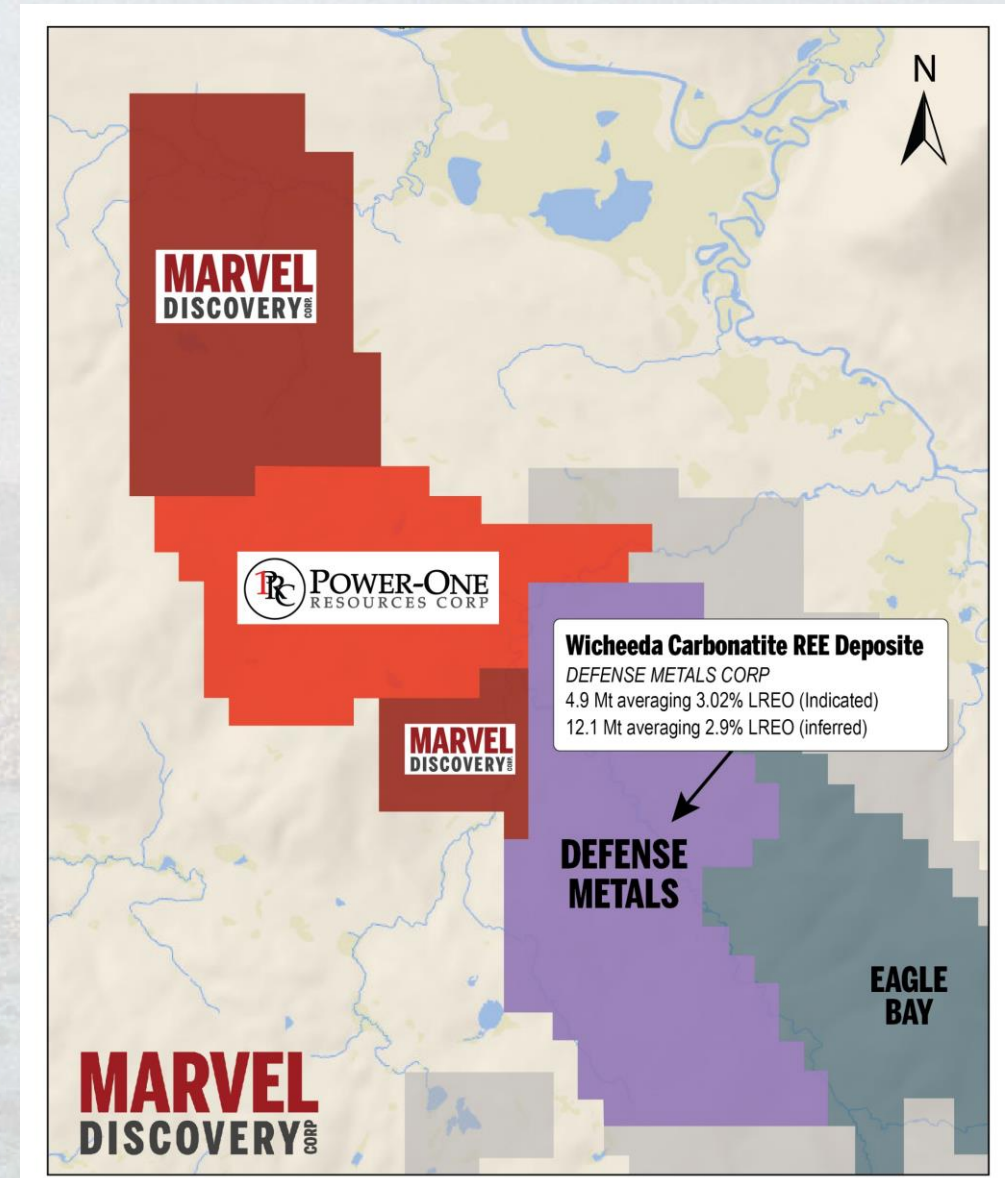 N
MARVEL
DISCOVERY CORP.
PRC POWER-ONE
RESOURCES CORP
Wicheeda Carbonatite REE Deposite
DEFENSE METALS CORP
4.9 Mt averaging 3.02% LREO (Indicated)
12.1 Mt averaging 2.9% LREO (inferred)
MARVEL
DISCOVERY CORP.
DEFENSE
METALS
EAGLE
BAY
MARVEL
DISCOVERY CORP